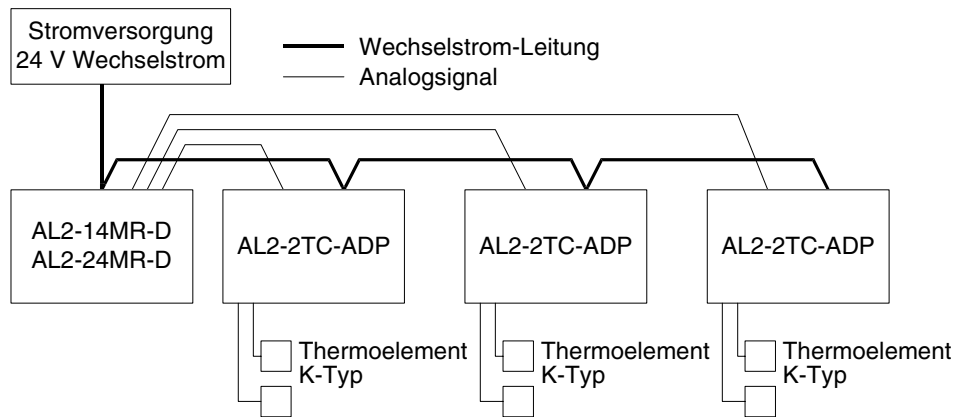 Stromversorgung
24 V Wechselstrom
Wechselstrom-Leitung
Analogsignal
AL2-14MR-D
AL2-24MR-D
AL2-2TC-ADP
AL2-2TC-ADP
AL2-2TC-ADP
Thermoelement
K-Typ
Thermoelement
K-Typ
Thermoelement
K-Typ